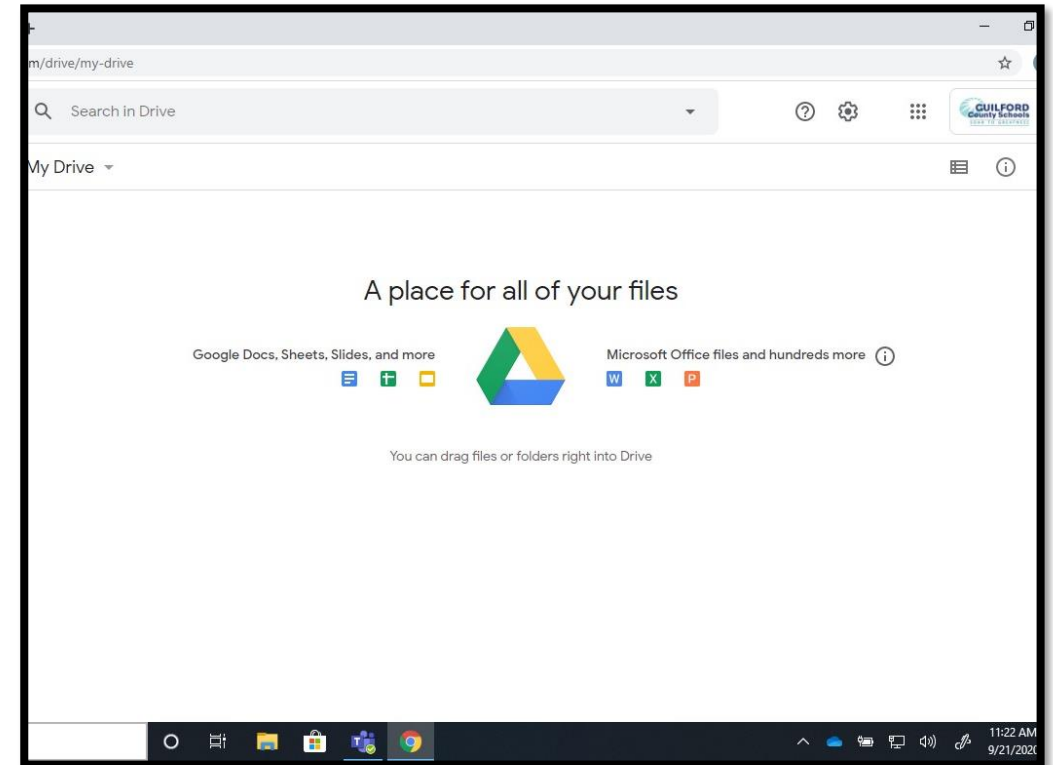 m/drive/my-drive
Search in Drive
GUILFORD
County Schools
My Drive
A place for all of your files
Google Docs, Sheets, Slides, and more
Microsoft Office files and hundreds more
W X P
You can drag files or folders right into Drive
11:22 AM
9/21/2020